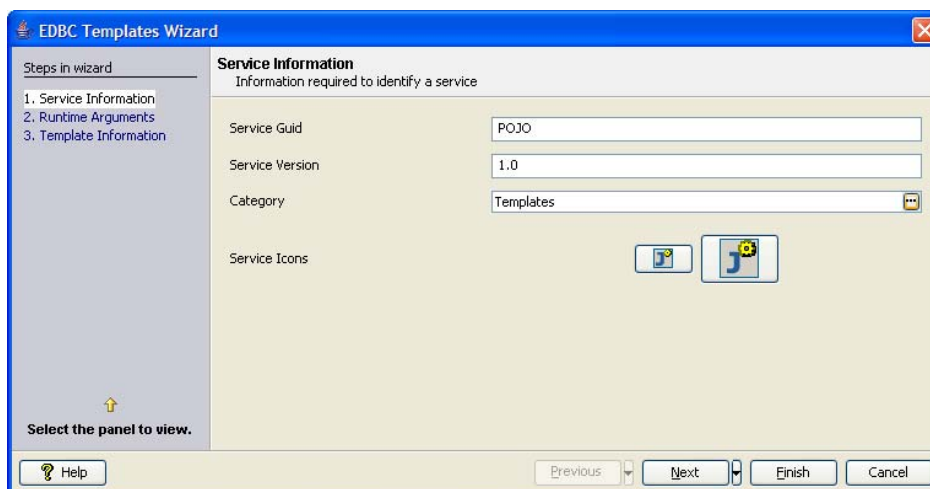 EDBC Templates Wizard
Steps in wizard
1. Service Information
2. Runtime Arguments
3. Template Information
Select the panel to view.
Service Information
Information required to identify a service
Service Guid
POJO
Service Version
1.0
Category
Templates
...
Service Icons
J
J
? Help
Previous
Next
Finish
Cancel